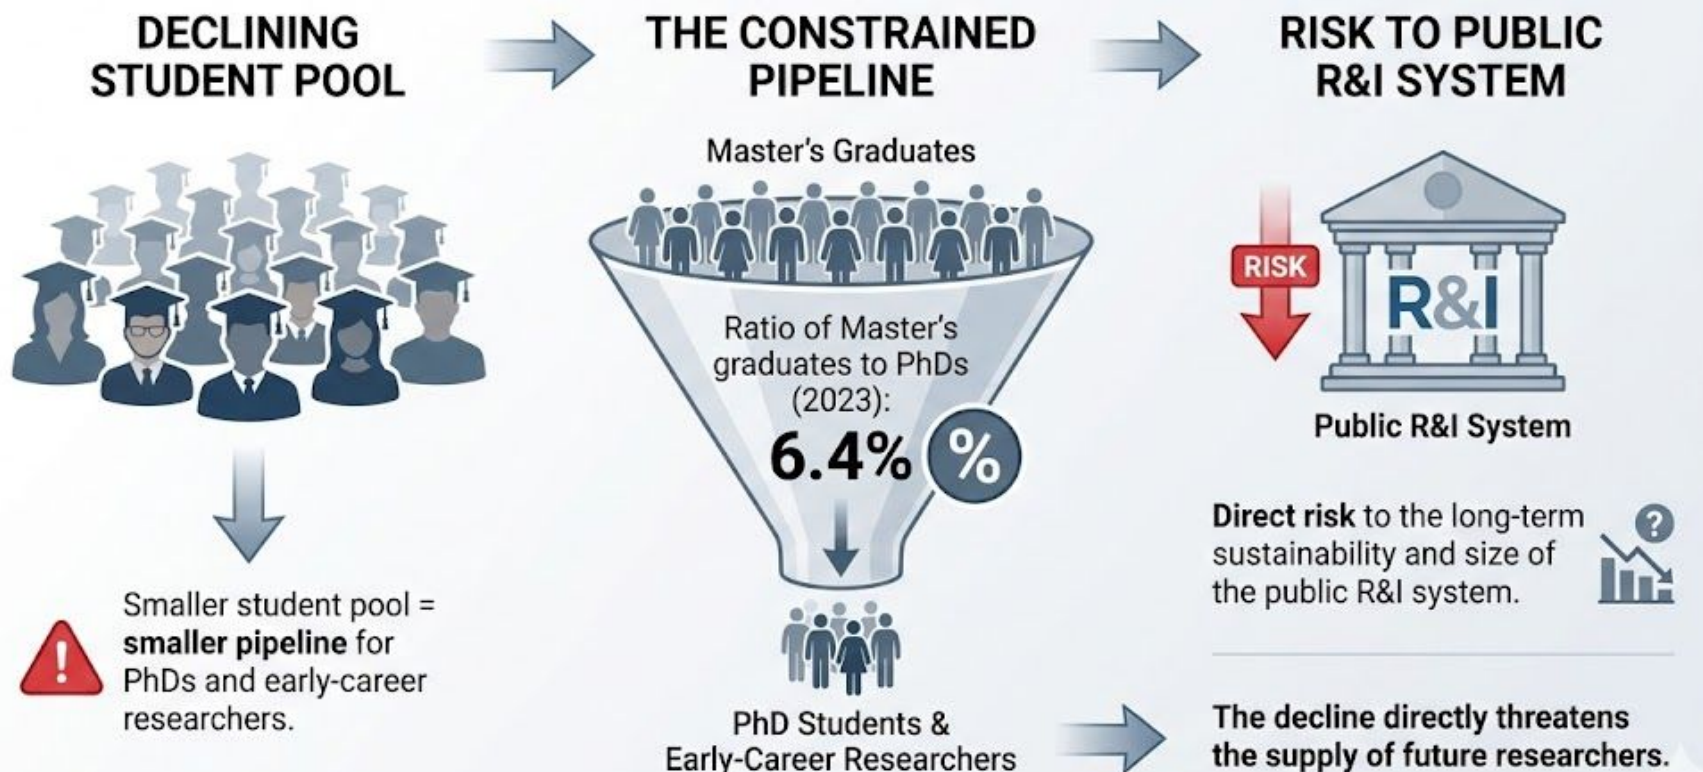 DECLINING
STUDENT POOL
Smaller student pool =
smaller pipeline for
PhDs and early-career
researchers.
THE CONSTRAINED
PIPELINE
Master's Graduates
Ratio of Master's
graduates to PhDs
(2023):
6.4%
%
PhD Students &
Early-Career Researchers
RISK TO PUBLIC
R&I SYSTEM
RISK
R&I
Public R&I System
Direct risk to the long-term
sustainability and size of
the public R&I system.
?
The decline directly threatens
the supply of future researchers.